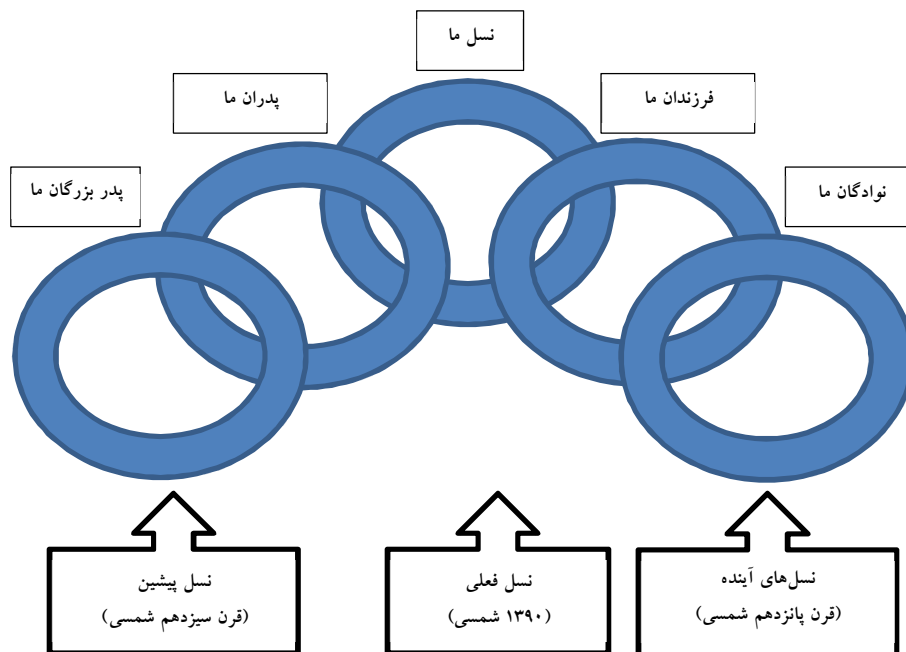 نسل ما
فرزندان ما
پدران ما
نوادگان ما
پدر بزرگان ما
نسل‌های آینده
(قرن پانزدهم شمسی)
نسل فعلی
(۱۳۹۰ شمسی)
نسل پیشین
(قرن سیزدهم شمسی)